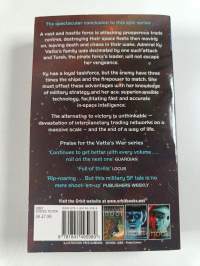 The spectacular conclusion to this epic series . . .
A vast and hostile force is attacking prosperous trade
centres, destroying their space fleets then moving
on, leaving death and chaos in their wake. Admiral Ky
Vatta's family was decimated by one such attack
and Turek, the pirate force's leader, will not escape
her vengeance.
Ky has a loyal taskforce, but the enemy have three
times the ships and the firepower to match. She
must offset these advantages with her knowledge
of military strategy, and her ace: superior ansible
technology, facilitating fast and accurate
in-space intelligence.
The alternative to victory is unthinkable –
devastation of interplanetary trading networks on
a massive scale – and the end of a way of life.
Praise for the Vatta's War series
'Continues to get better with every volume . . .
roll on the next one' GUARDIAN
'Full of thrills' LOCUS
'Rip-roaring . . . But this military SF tale is no
mere shoot-'em-up' PUBLISHERS WEEKLY
Visit the Orbit website at www.orbitbooks.net